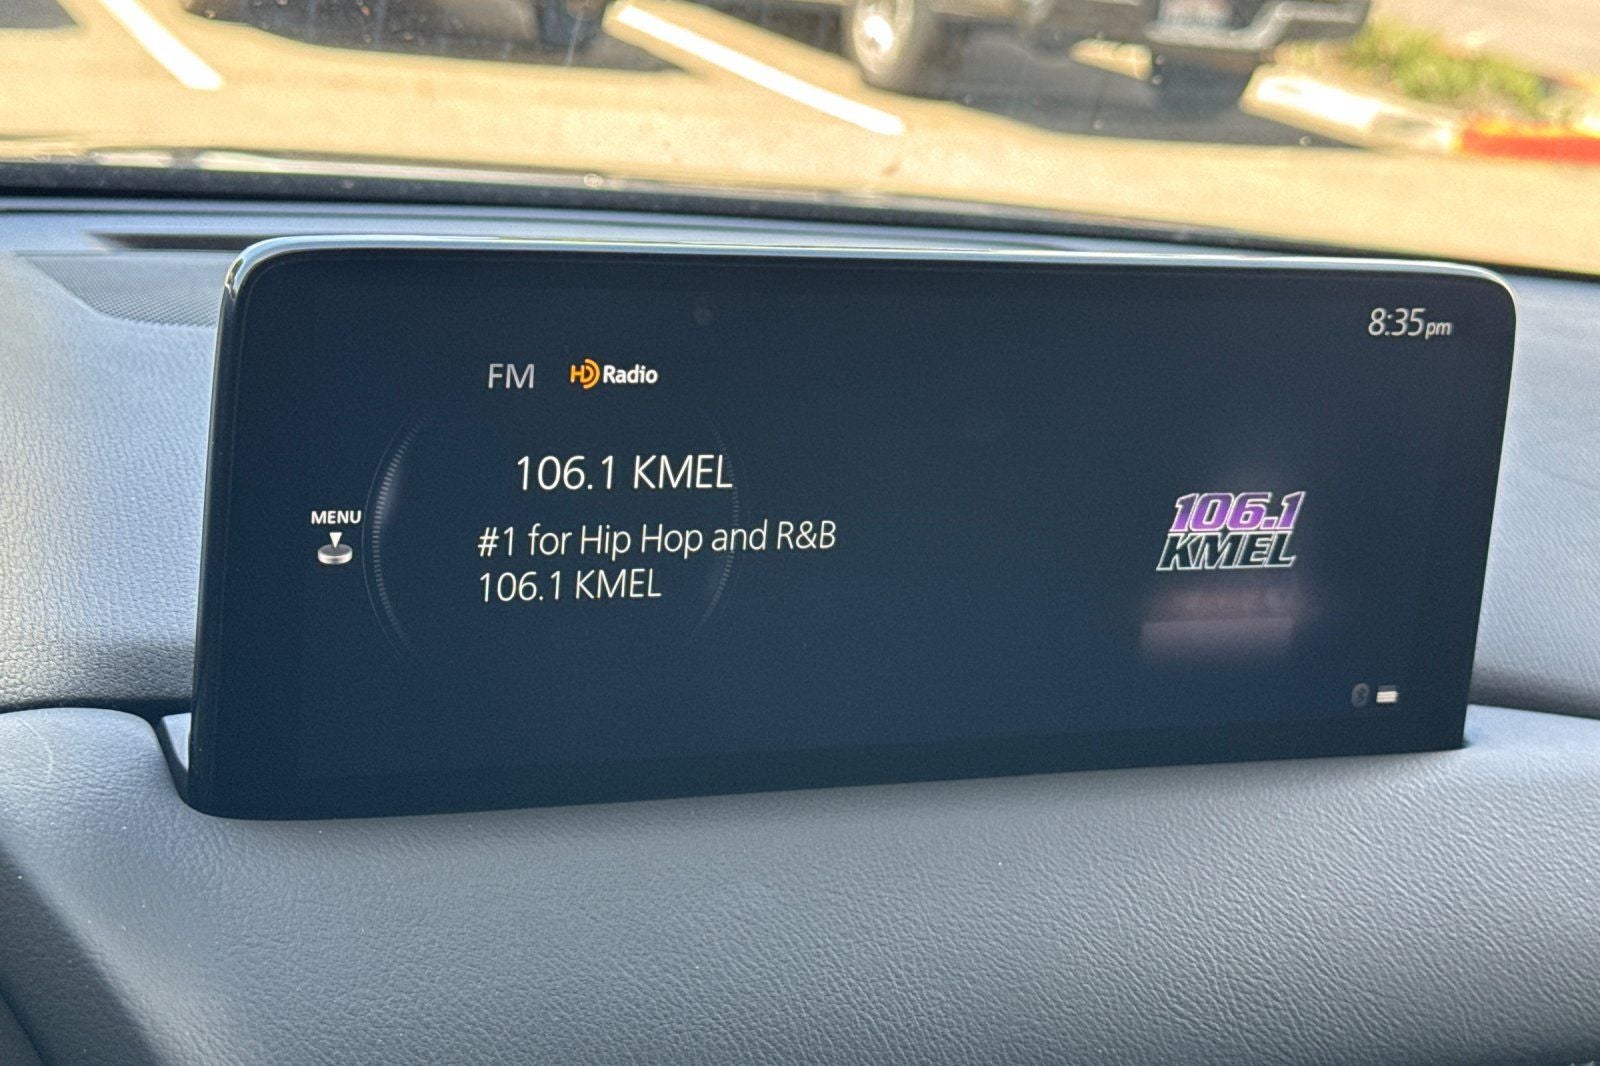 8:35pm
FM HD Radio
106.1 KMEL
MENU
#1 for Hip Hop and R&B
106.1 KMEL
106.1
KMEL